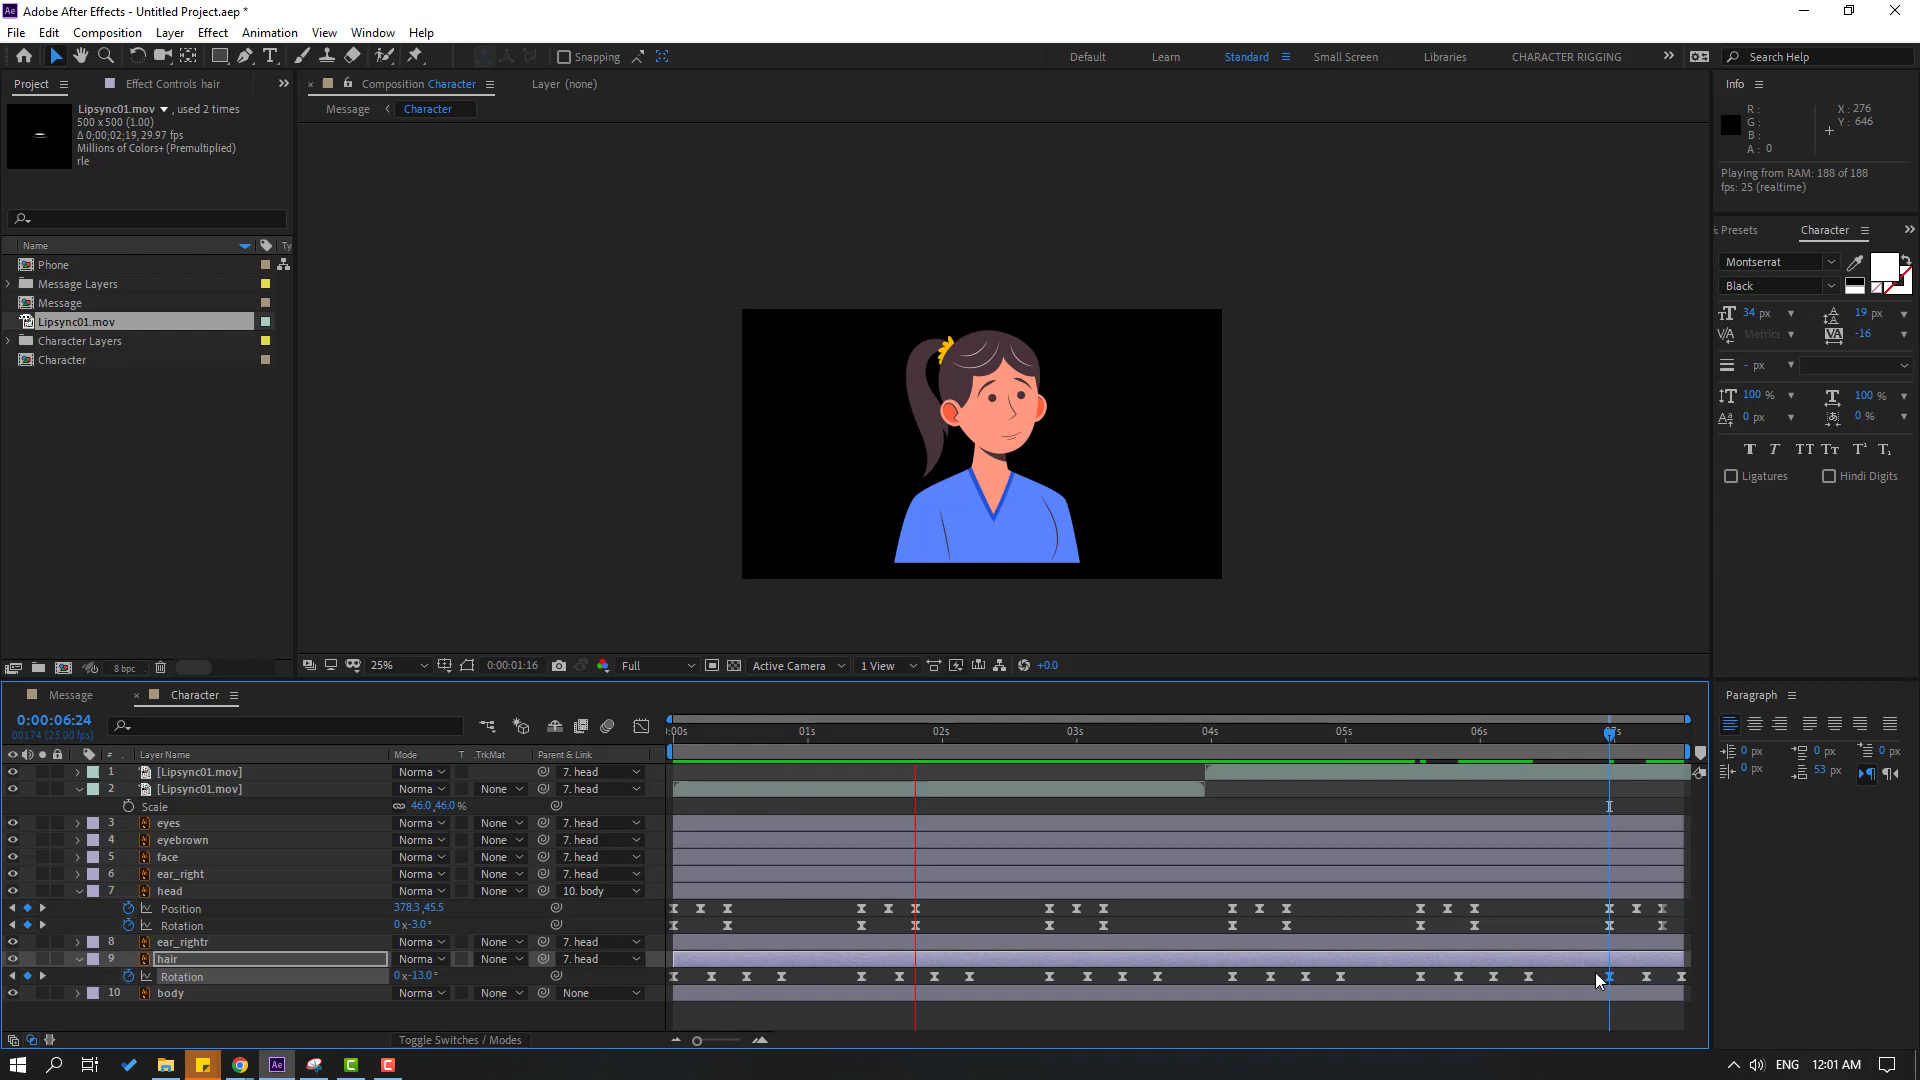 Adobe After Effects - Untitled Project.aep *
File Edit Composition Layer Effect Animation View Window Help
Snapping
Default Learn Standard Small Screen Libraries CHARACTER RIGGING
Search Help
Project
Effect Controls hair
Composition Character
Layer (none)
Message
Character
Lipsync01.mov , used 2 times
500 x 500 (1.00)
Δ 0;00;02;19, 29.97 fps
Millions of Colors+ (Premultiplied)
rle
Name
Ty
Phone
Message Layers
Message
Lipsync01.mov
Character Layers
Character
8 bpc
25%
0:00:01:16
Full
Active Camera
1 View
+0.0
Info
R :
G :
B :
A : 0
X : 276
Y : 646
Playing from RAM: 188 of 188
fps: 25 (realtime)
Presets
Character
Montserrat
Black
34 px
19 px
Metrics
-16
- px
100 %
100 %
0 px
0 %
Ligatures
Hindi Digits
Paragraph
0 px
0 px
0 px
0 px
53 px
Message
Character
0:00:06:24
00174 (25.00 fps)
# Layer Name Mode T .TrkMat Parent & Link
:00s 01s 02s 03s 04s 05s 06s 07s
1 [Lipsync01.mov] Norma 7. head
2 [Lipsync01.mov] Norma None 7. head
Scale 46.0,46.0 %
3 eyes Norma None 7. head
4 eyebrown Norma None 7. head
5 face Norma None 7. head
6 ear_right Norma None 7. head
7 head Norma None 10. body
Position 378.3,45.5
Rotation 0x-3.0°
8 ear_rightr Norma None 7. head
9 hair Norma None 7. head
Rotation 0x-13.0°
10 body Norma None None
Toggle Switches / Modes
ENG 12:01 AM